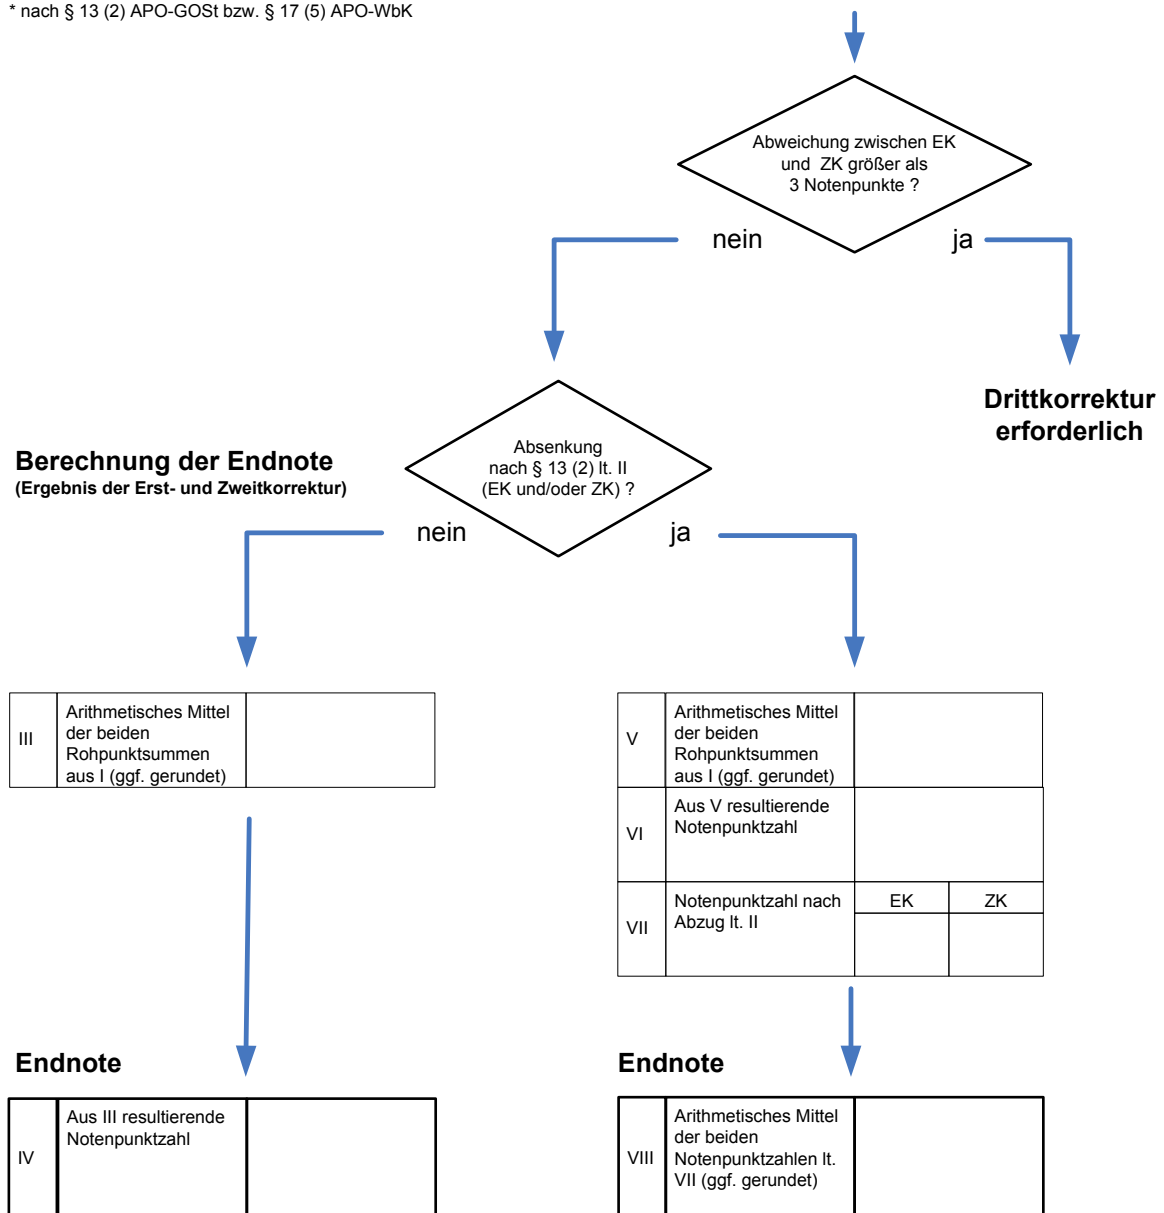 * nach § 13 (2) APO-GOSt bzw. § 17 (5) APO-WbK
Abweichung zwischen EK
und ZK größer als
3 Notenpunkte ?
nein
ja
Drittkorrektur
erforderlich
Absenkung
nach § 13 (2) lt. II
(EK und/oder ZK) ?
Berechnung der Endnote
(Ergebnis der Erst- und Zweitkorrektur)
nein
ja
III
Arithmetisches Mittel
der beiden
Rohpunktsummen
aus I (ggf. gerundet)
V
Arithmetisches Mittel
der beiden
Rohpunktsummen
aus I (ggf. gerundet)
VI
Aus V resultierende
Notenpunktzahl
VII
Notenpunktzahl nach
Abzug lt. II
EK
ZK
Endnote
IV
Aus III resultierende
Notenpunktzahl
Endnote
VIII
Arithmetisches Mittel
der beiden
Notenpunktzahlen lt.
VII (ggf. gerundet)